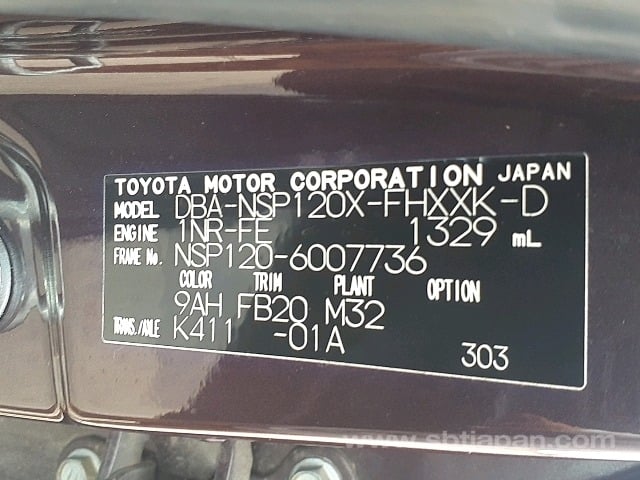 TOYOTA MOTOR CORPORATION JAPAN
MODEL DBA-NSP120X-FHXXK-D
ENGINE 1NR-FE 1329 mL
FRAME No. NSP120-6007736
COLOR TRIM PLANT OPTION
9AH FB20 M32
TRANS./AXLE K411 -01A
303
www.sbtjapan.com